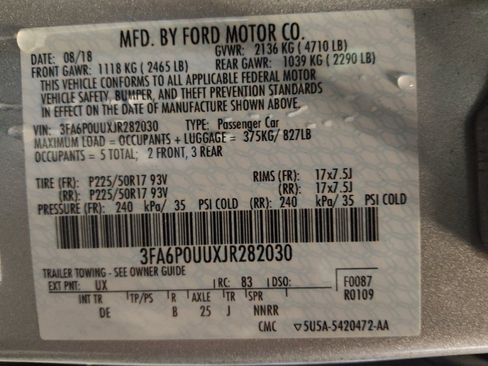 MFD. BY FORD MOTOR CO.
DATE: 08/18 GVWR: 2136 KG (4710 LB)
FRONT GAWR: 1118 KG (2465 LB) REAR GAWR: 1039 KG (2290 LB)
THIS VEHICLE CONFORMS TO ALL APPLICABLE FEDERAL MOTOR
VEHICLE SAFETY, BUMPER, AND THEFT PREVENTION STANDARDS
IN EFFECT ON THE DATE OF MANUFACTURE SHOWN ABOVE.
VIN: 3FA6P0UUXJR282030 TYPE: Passenger Car
MAXIMUM LOAD = OCCUPANTS + LUGGAGE = 375KG/ 827LB
OCCUPANTS = 5 TOTAL; 2 FRONT, 3 REAR
TIRE (FR): P225/50R17 93V RIMS (FR): 17x7.5J
(RR): P225/50R17 93V (RR): 17x7.5J
PRESSURE (FR): 240 kPa/ 35 PSI COLD (RR): 240 kPa/ 35 PSI COLD
3FA6P0UUXJR282030
TRAILER TOWING - SEE OWNER GUIDE
EXT PNT: UX RC: 83 DSO: F0087
INT TR TP/PS R AXLE TR SPR R0109
DE B 25 J NNRR
CMC ▽5U5A-5420472-AA